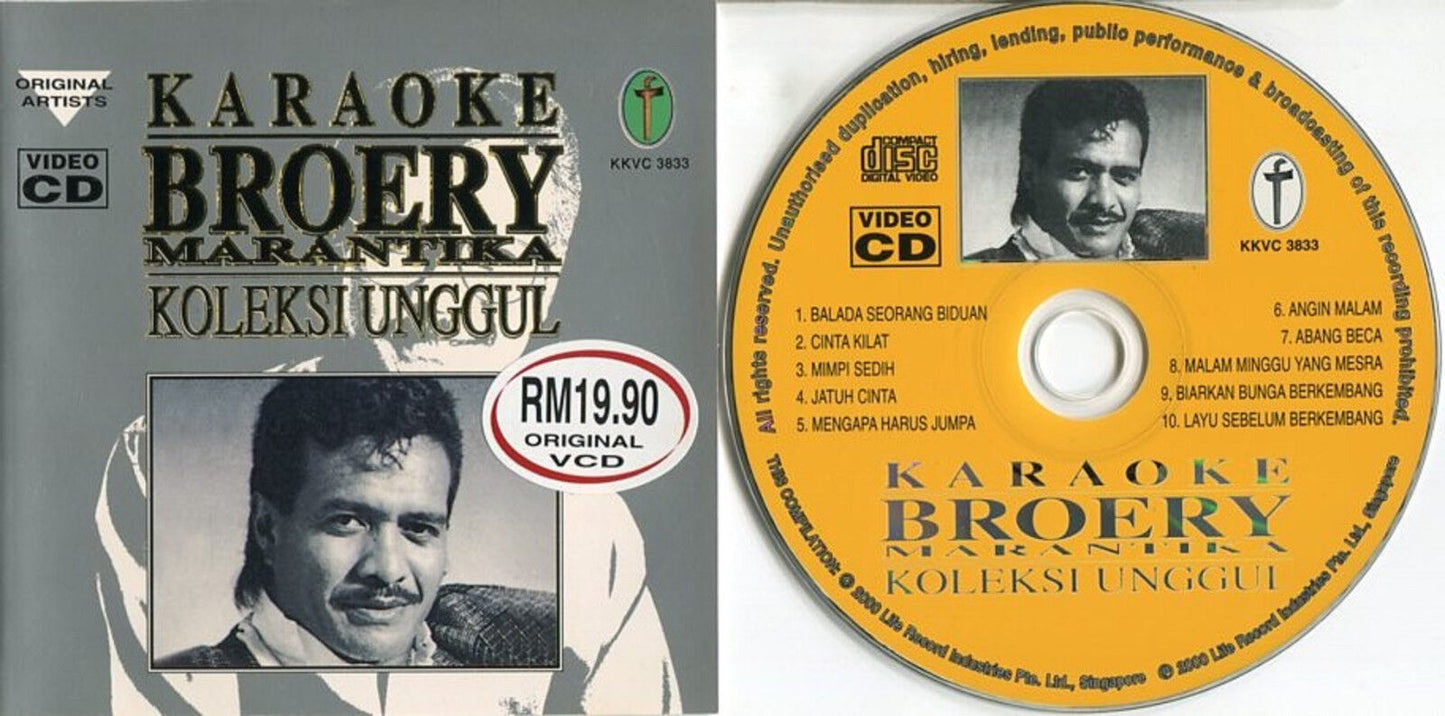 ORIGINAL
ARTISTS
VIDEO
CD
KARAOKE
BROERY
MARANTIKA
KOLEKSI UNGGUL
KKVC 3833
RM19.90
ORIGINAL
VCD
All rights reserved. Unauthorised duplication, hiring, lending, public performance & broadcasting of this recording prohibited.
COMPACT
disc
DIGITAL VIDEO
VIDEO
CD
KKVC 3833
1. BALADA SEORANG BIDUAN
2. CINTA KILAT
3. MIMPI SEDIH
4. JATUH CINTA
5. MENGAPA HARUS JUMPA
6. ANGIN MALAM
7. ABANG BECA
8. MALAM MINGGU YANG MESRA
9. BIARKAN BUNGA BERKEMBANG
10. LAYU SEBELUM BERKEMBANG
KARAOKE
BROERY
MARANTIKA
KOLEKSI UNGGUL
THIS COMPILATION: © 2000 Life Record Industries Pte. Ltd., Singapore ℗ 2000 Life Record Industries Pte. Ltd., Singapore